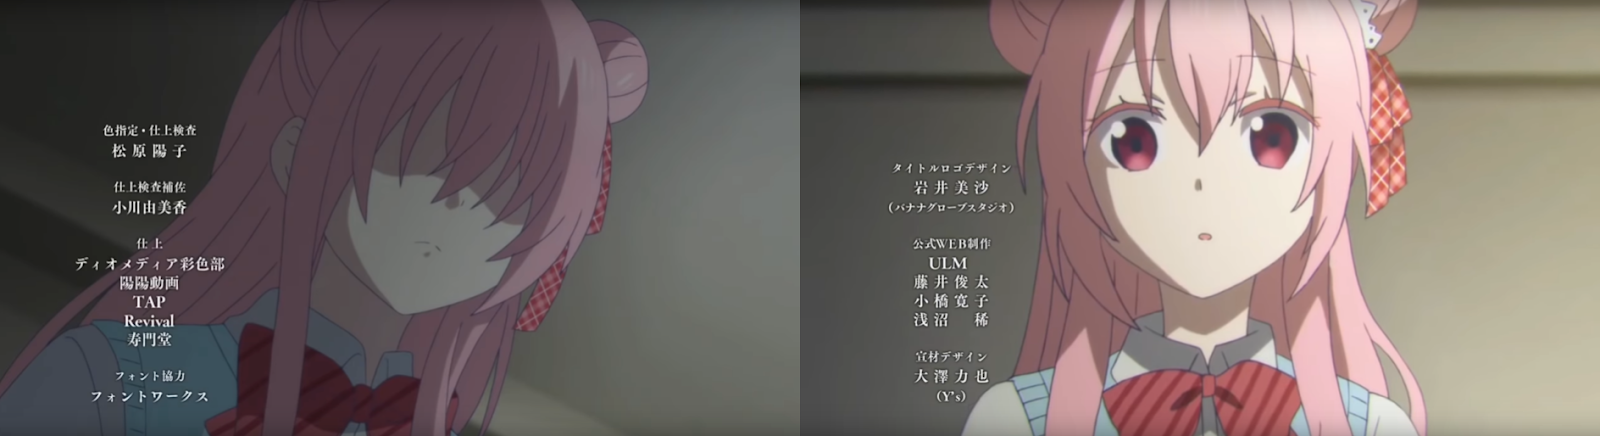 色指定・仕上検査
松原陽子
仕上検査補佐
小川由美香
仕上
ディオメディア彩色部
陽陽動画
TAP
Revival
寿門堂
フォント協力
フォントワークス
タイトルロゴデザイン
岩井美沙
(バナナグローブスタジオ)
公式WEB制作
ULM
藤井俊太
小橋寛子
浅沼 稀
宣材デザイン
大澤力也
(Y's)